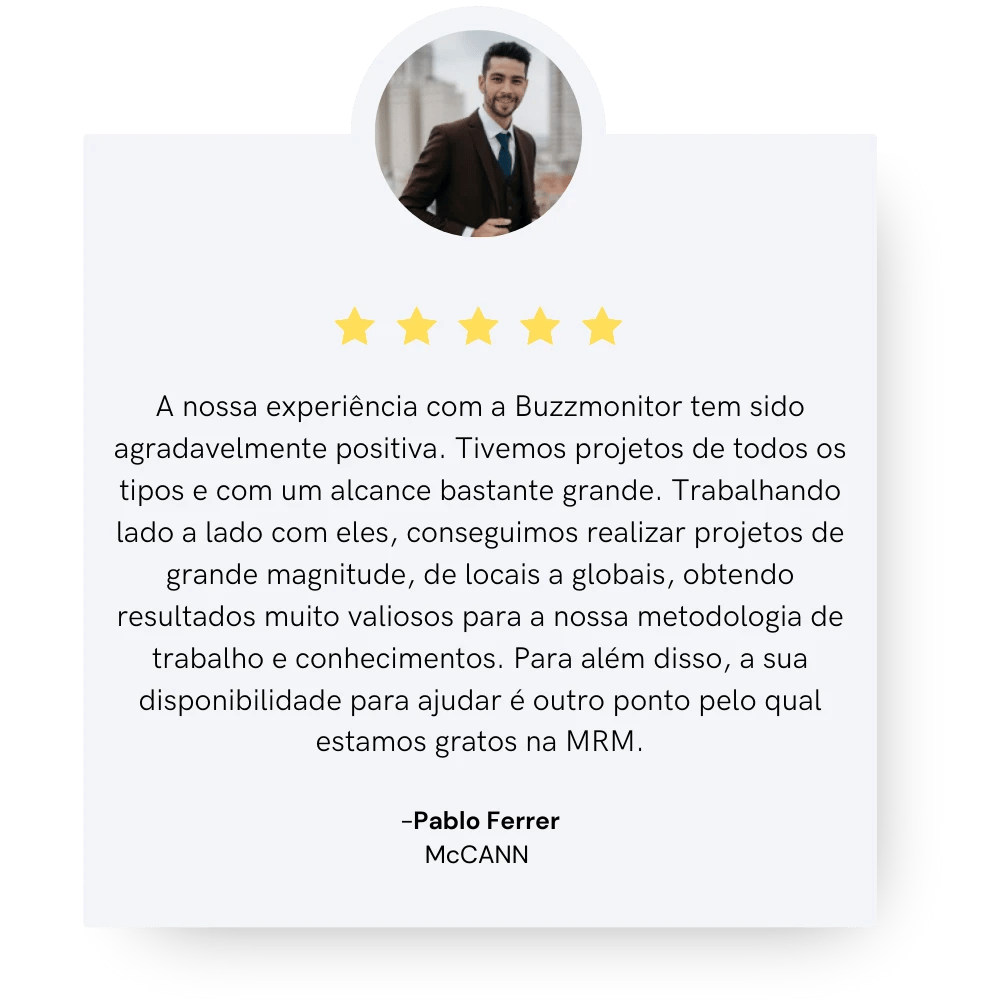 A nossa experiência com a Buzzmonitor tem sido
agradavelmente positiva. Tivemos projetos de todos os
tipos e com um alcance bastante grande. Trabalhando
lado a lado com eles, conseguimos realizar projetos de
grande magnitude, de locais a globais, obtendo
resultados muito valiosos para a nossa metodologia de
trabalho e conhecimentos. Para além disso, a sua
disponibilidade para ajudar é outro ponto pelo qual
estamos gratos na MRM.
–Pablo Ferrer
McCANN